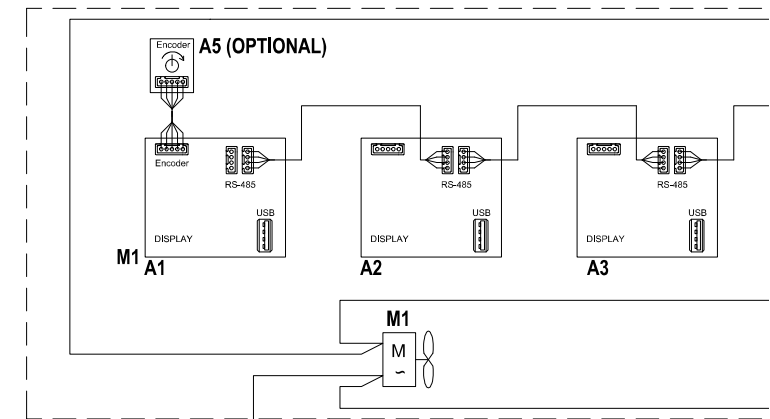 Encoder
A5 (OPTIONAL)
Encoder
RS-485
RS-485
RS-485
USB
USB
USB
DISPLAY
DISPLAY
DISPLAY
M1
A1
A2
A3
M1
M
~